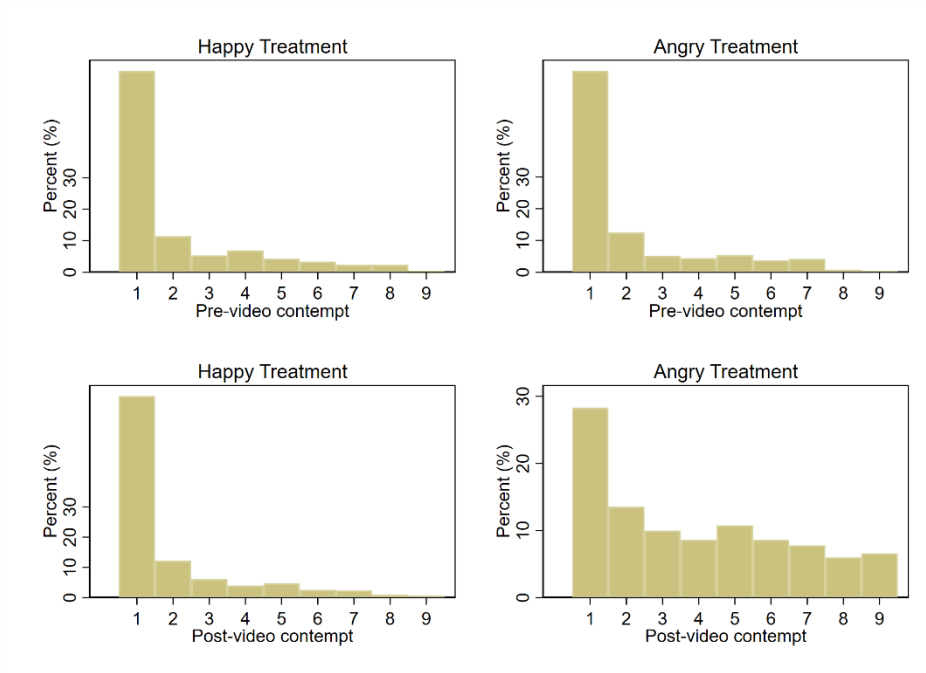 Happy Treatment
Percent (%)
0 10 20 30
1 2 3 4 5 6 7 8 9
Pre-video contempt
Angry Treatment
Percent (%)
0 10 20 30
1 2 3 4 5 6 7 8 9
Pre-video contempt
Happy Treatment
Percent (%)
0 10 20 30
1 2 3 4 5 6 7 8 9
Post-video contempt
Angry Treatment
Percent (%)
0 10 20 30
1 2 3 4 5 6 7 8 9
Post-video contempt